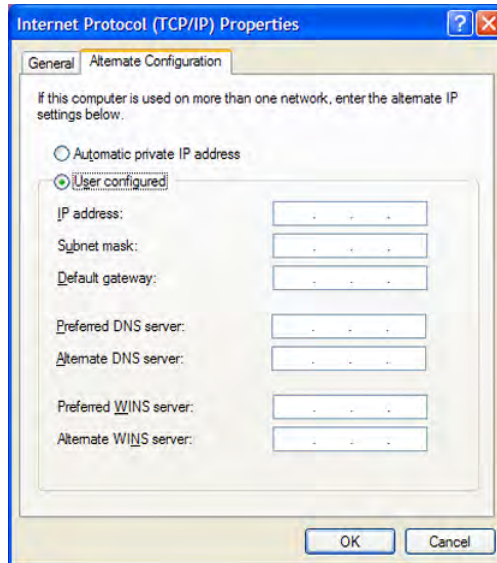 Internet Protocol (TCP/IP) Properties
General
Alternate Configuration
If this computer is used on more than one network, enter the alternate IP
settings below.
Automatic private IP address
User configured
IP address:
Subnet mask:
Default gateway:
Preferred DNS server:
Alternate DNS server:
Preferred WINS server:
Alternate WINS server:
OK
Cancel